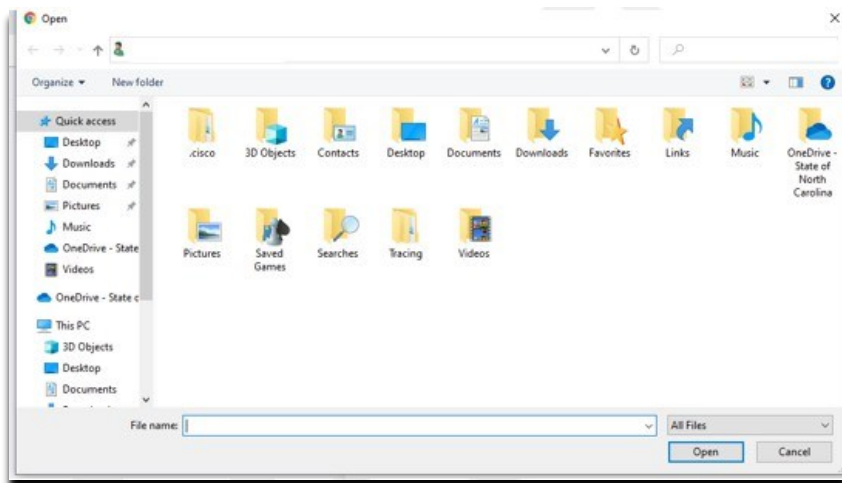 Open
Organize
New folder
Quick access
Desktop
Downloads
Documents
Pictures
Music
OneDrive - State
Videos
OneDrive - State c
This PC
3D Objects
Desktop
Documents
.cisco
3D Objects
Contacts
Desktop
Documents
Downloads
Favorites
Links
Music
OneDrive -
State of
North
Carolina
Pictures
Saved
Games
Searches
Tracing
Videos
File name:
All Files
Open
Cancel